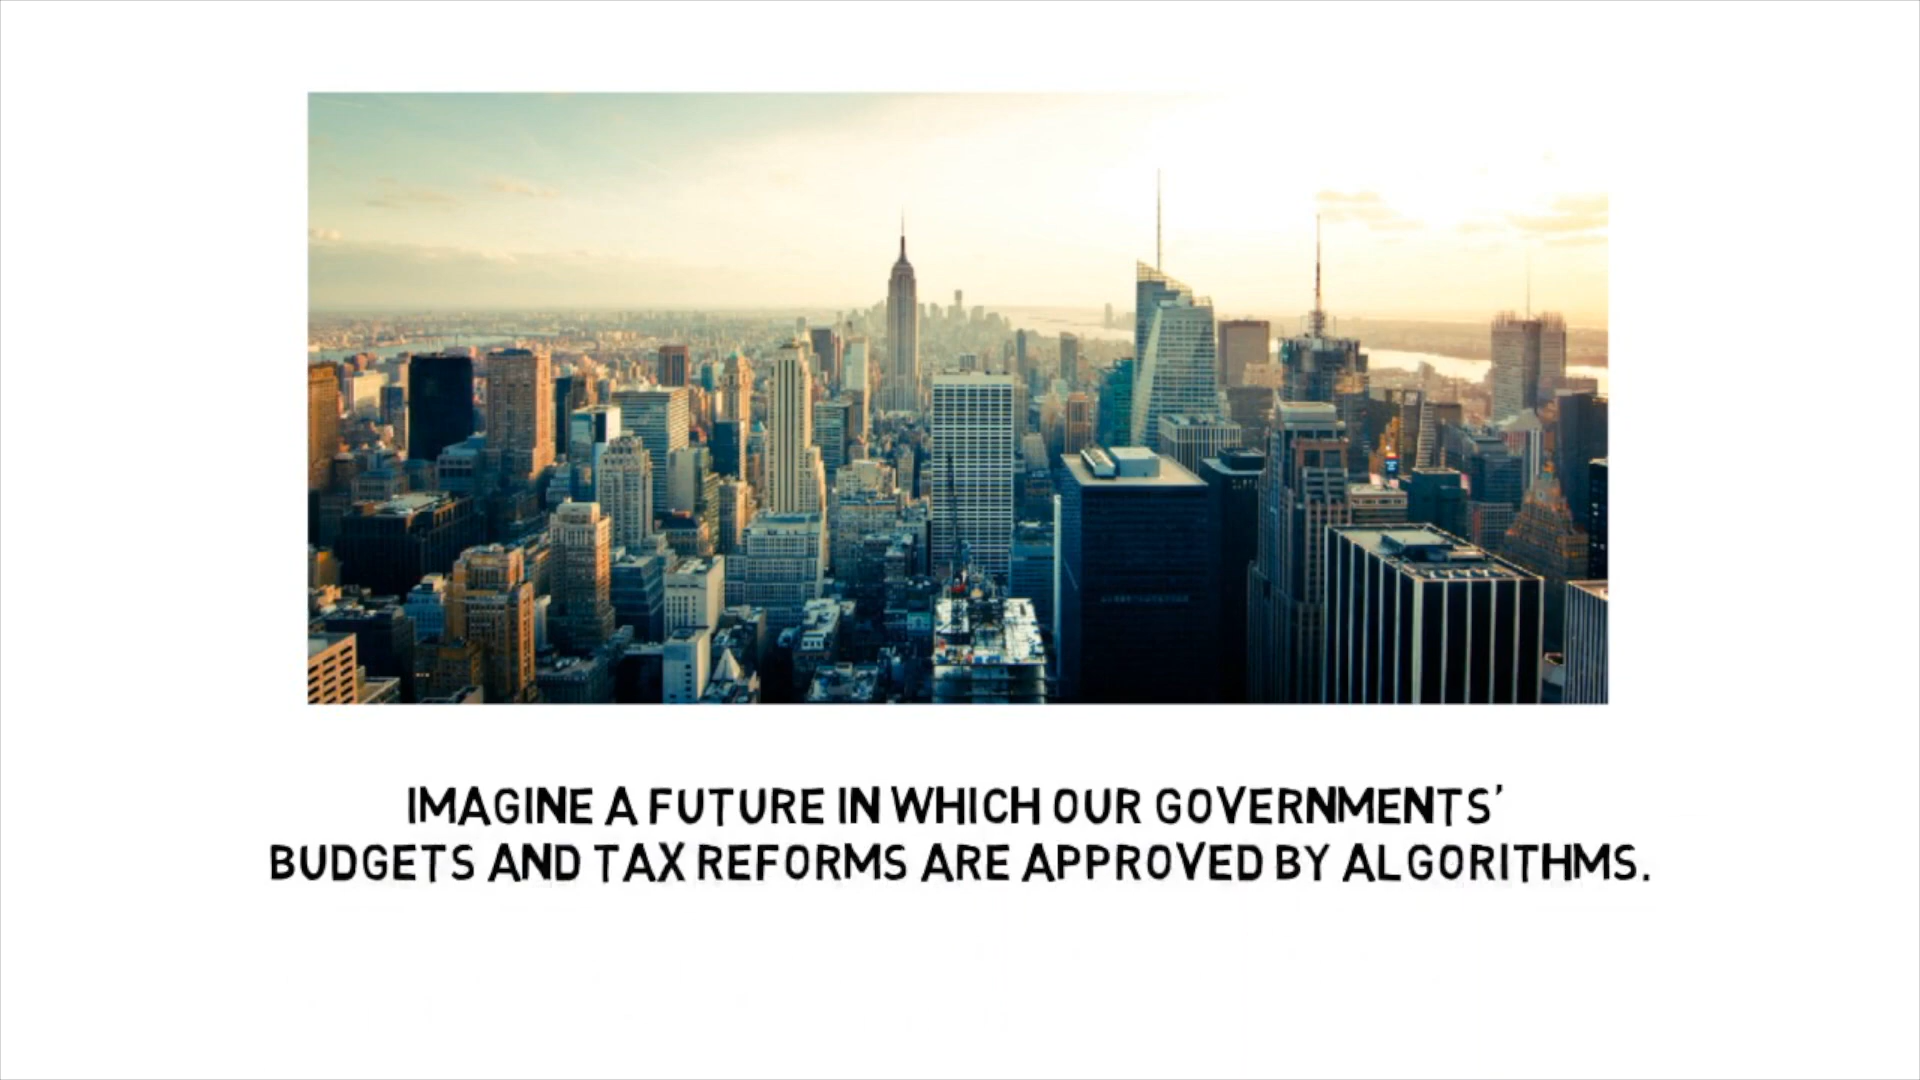 IMAGINE A FUTURE IN WHICH OUR GOVERNMENTS'
BUDGETS AND TAX REFORMS ARE APPROVED BY ALGORITHMS.